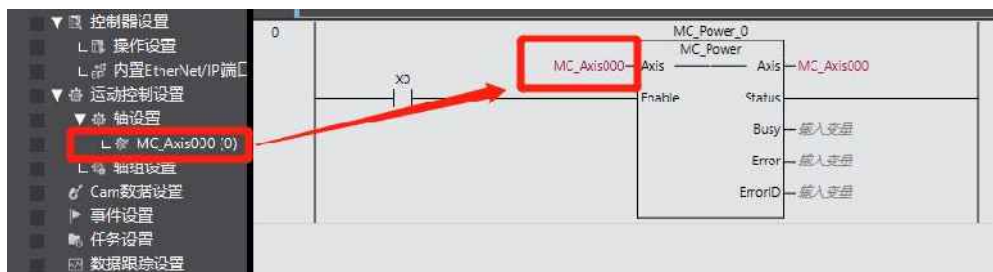 控制器设置
操作设置
内置EtherNet/IP端口
运动控制设置
轴设置
MC_Axis000 (0)
轴组设置
Cam数据设置
事件设置
任务设置
数据跟踪设置
0
MC_Power_0
MC_Power
MC_Axis000
Axis
Axis
MC_Axis000
Enable
Status
Busy
输入变量
Error
输入变量
ErrorID
输入变量